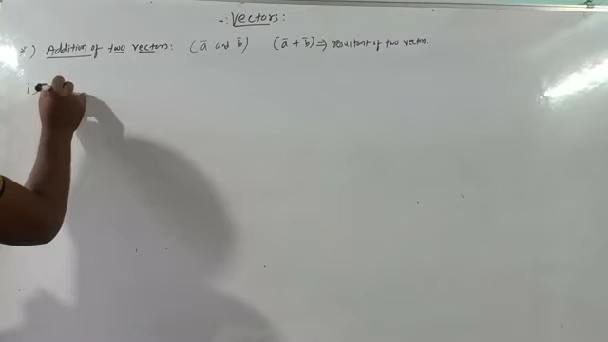 -: Vectors:
*) Addition of two vectors: (a̅ and b̅) (a̅ + b̅) ⇒ resultant of two vectors.
i